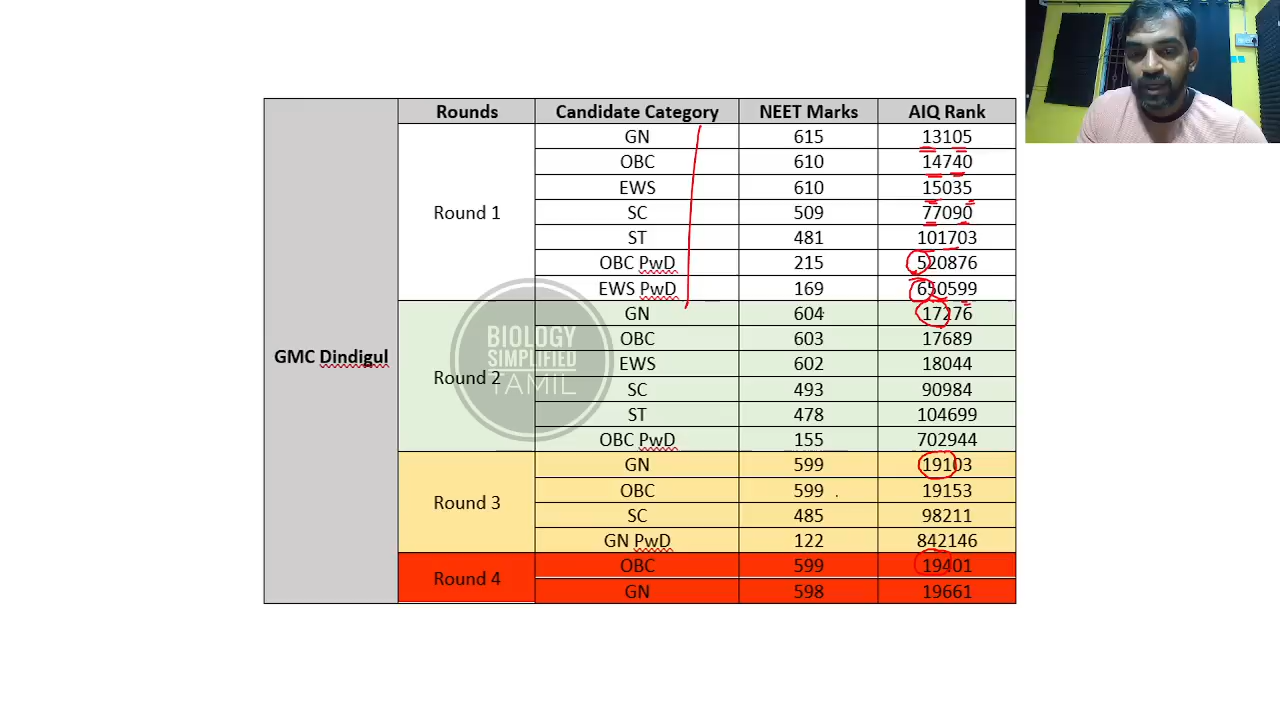 Rounds Candidate Category NEET Marks AIQ Rank
GMC Dindigul
Round 1
GN 615 13105
OBC 610 14740
EWS 610 15035
SC 509 77090
ST 481 101703
OBC PwD 215 520876
EWS PwD 169 650599
Round 2
GN 604 17276
OBC 603 17689
EWS 602 18044
SC 493 90984
ST 478 104699
OBC PwD 155 702944
Round 3
GN 599 19103
OBC 599 19153
SC 485 98211
GN PwD 122 842146
Round 4
OBC 599 19401
GN 598 19661
BIOLOGY
SIMPLIFIED
TAMIL